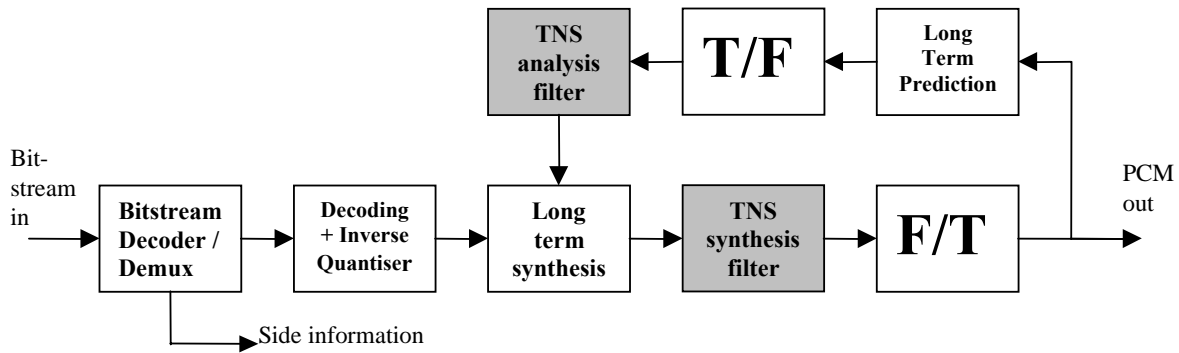 TNS
analysis
filter
T/F
Long
Term
Prediction
Bit-
stream
in
Bitstream
Decoder /
Demux
Decoding
+ Inverse
Quantiser
Long
term
synthesis
TNS
synthesis
filter
F/T
PCM
out
Side information